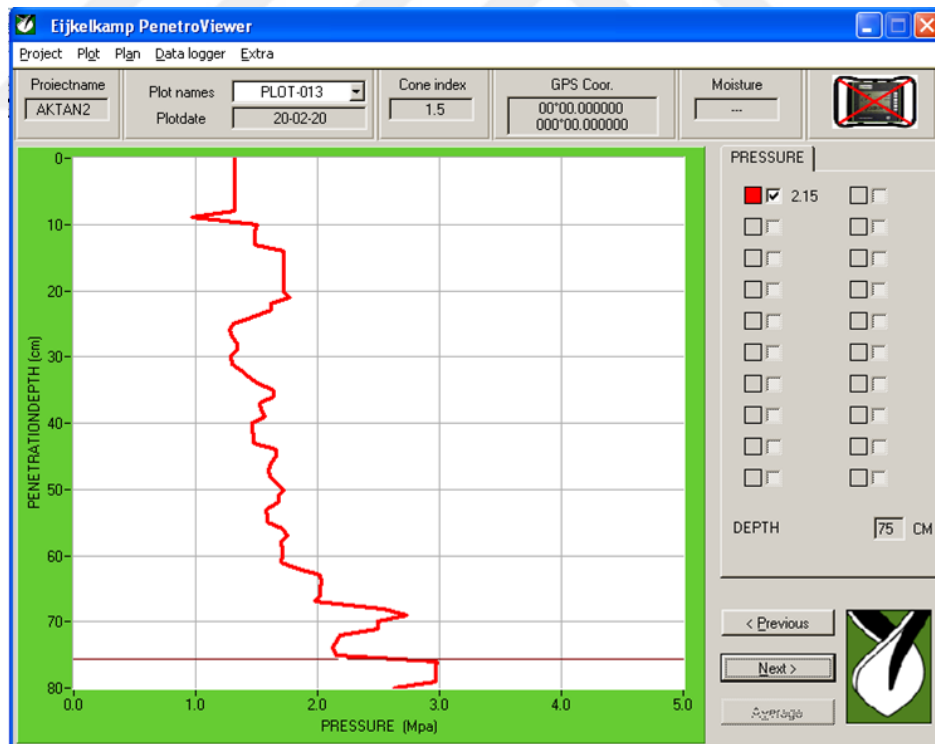 Eijkelkamp PenetroViewer
Project Plot Plan Data logger Extra
Projectname
AKTAN2
Plot names PLOT-013
Plotdate 20-02-20
Cone index
1.5
GPS Coor.
00°00.000000
000°00.000000
Moisture
---
PENETRATIONDEPTH (cm)
0
10
20
30
40
50
60
70
80
0.0 1.0 2.0 3.0 4.0 5.0
PRESSURE (Mpa)
PRESSURE
2.15
DEPTH 75 CM
< Previous
Next >
Average